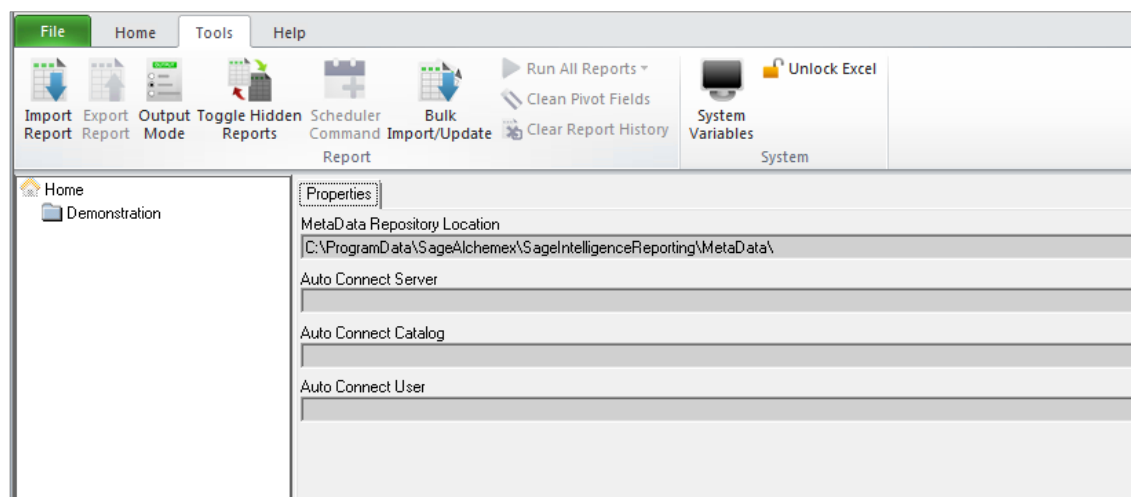 File Home Tools Help
Run All Reports
Unlock Excel
Clean Pivot Fields
Import Report
Export Report
OUTPUT
Output Mode
Toggle Hidden Reports
Scheduler Command
Bulk Import/Update
Clear Report History
System Variables
Report
System
Home
Demonstration
Properties
MetaData Repository Location
C:\ProgramData\SageAlchemex\SageIntelligenceReporting\MetaData\
Auto Connect Server
Auto Connect Catalog
Auto Connect User